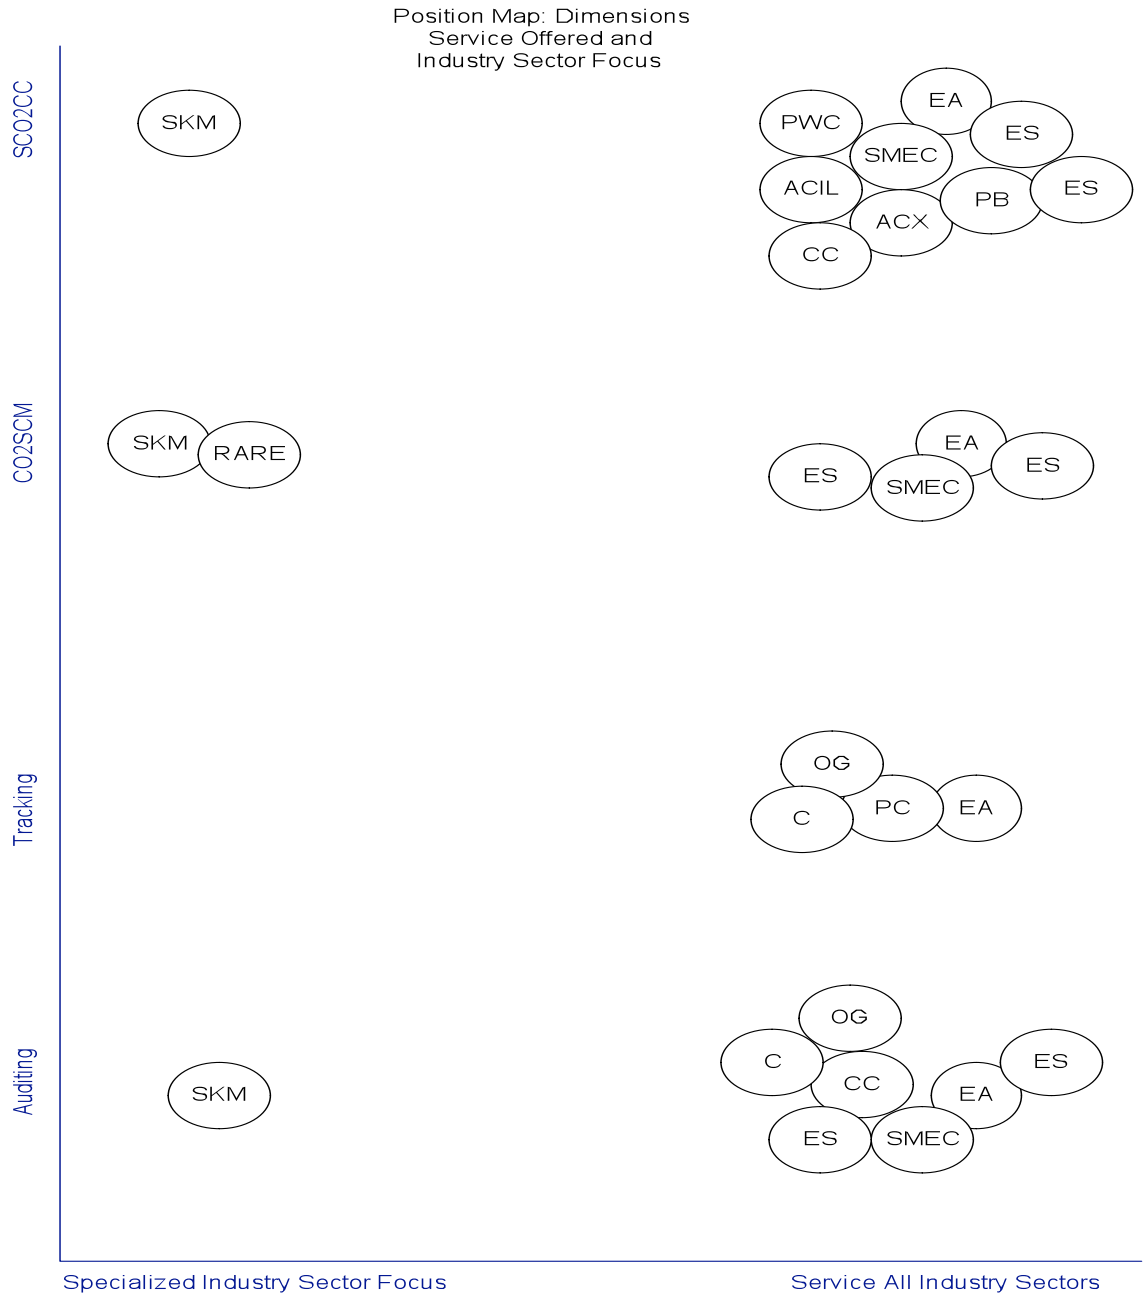 Position Map: Dimensions
Service Offered and
Industry Sector Focus
SCO2CC
SKM
PWC
EA
ES
SMEC
ACIL
PB
ES
ACX
CC
CO2SCM
SKM
RARE
ES
SMEC
EA
ES
Tracking
OG
C
PC
EA
Auditing
SKM
OG
C
CC
ES
SMEC
EA
ES
Specialized Industry Sector Focus
Service All Industry Sectors